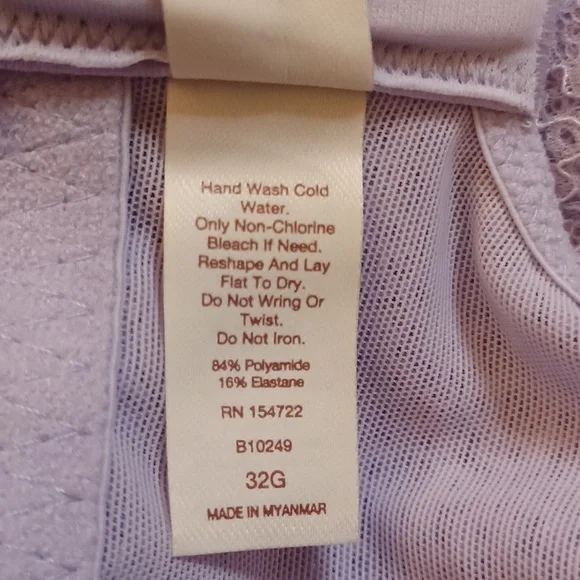 Hand Wash Cold
Water.
Only Non-Chlorine
Bleach If Need.
Reshape And Lay
Flat To Dry.
Do Not Wring Or
Twist.
Do Not Iron.
84% Polyamide
16% Elastane
RN 154722
B10249
32G
MADE IN MYANMAR